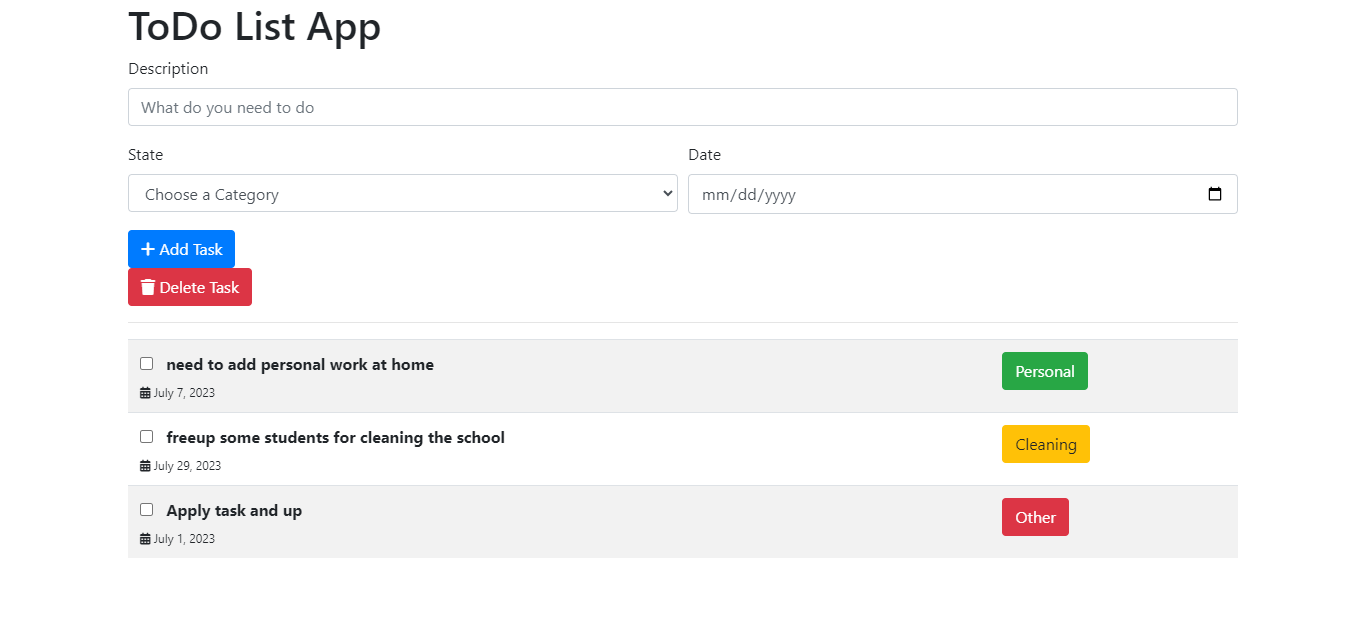 ToDo List App
Description
What do you need to do
State
Date
Choose a Category
mm/dd/yyyy
Add Task
Delete Task
need to add personal work at home
Personal
July 7, 2023
freeup some students for cleaning the school
Cleaning
July 29, 2023
Apply task and up
Other
July 1, 2023